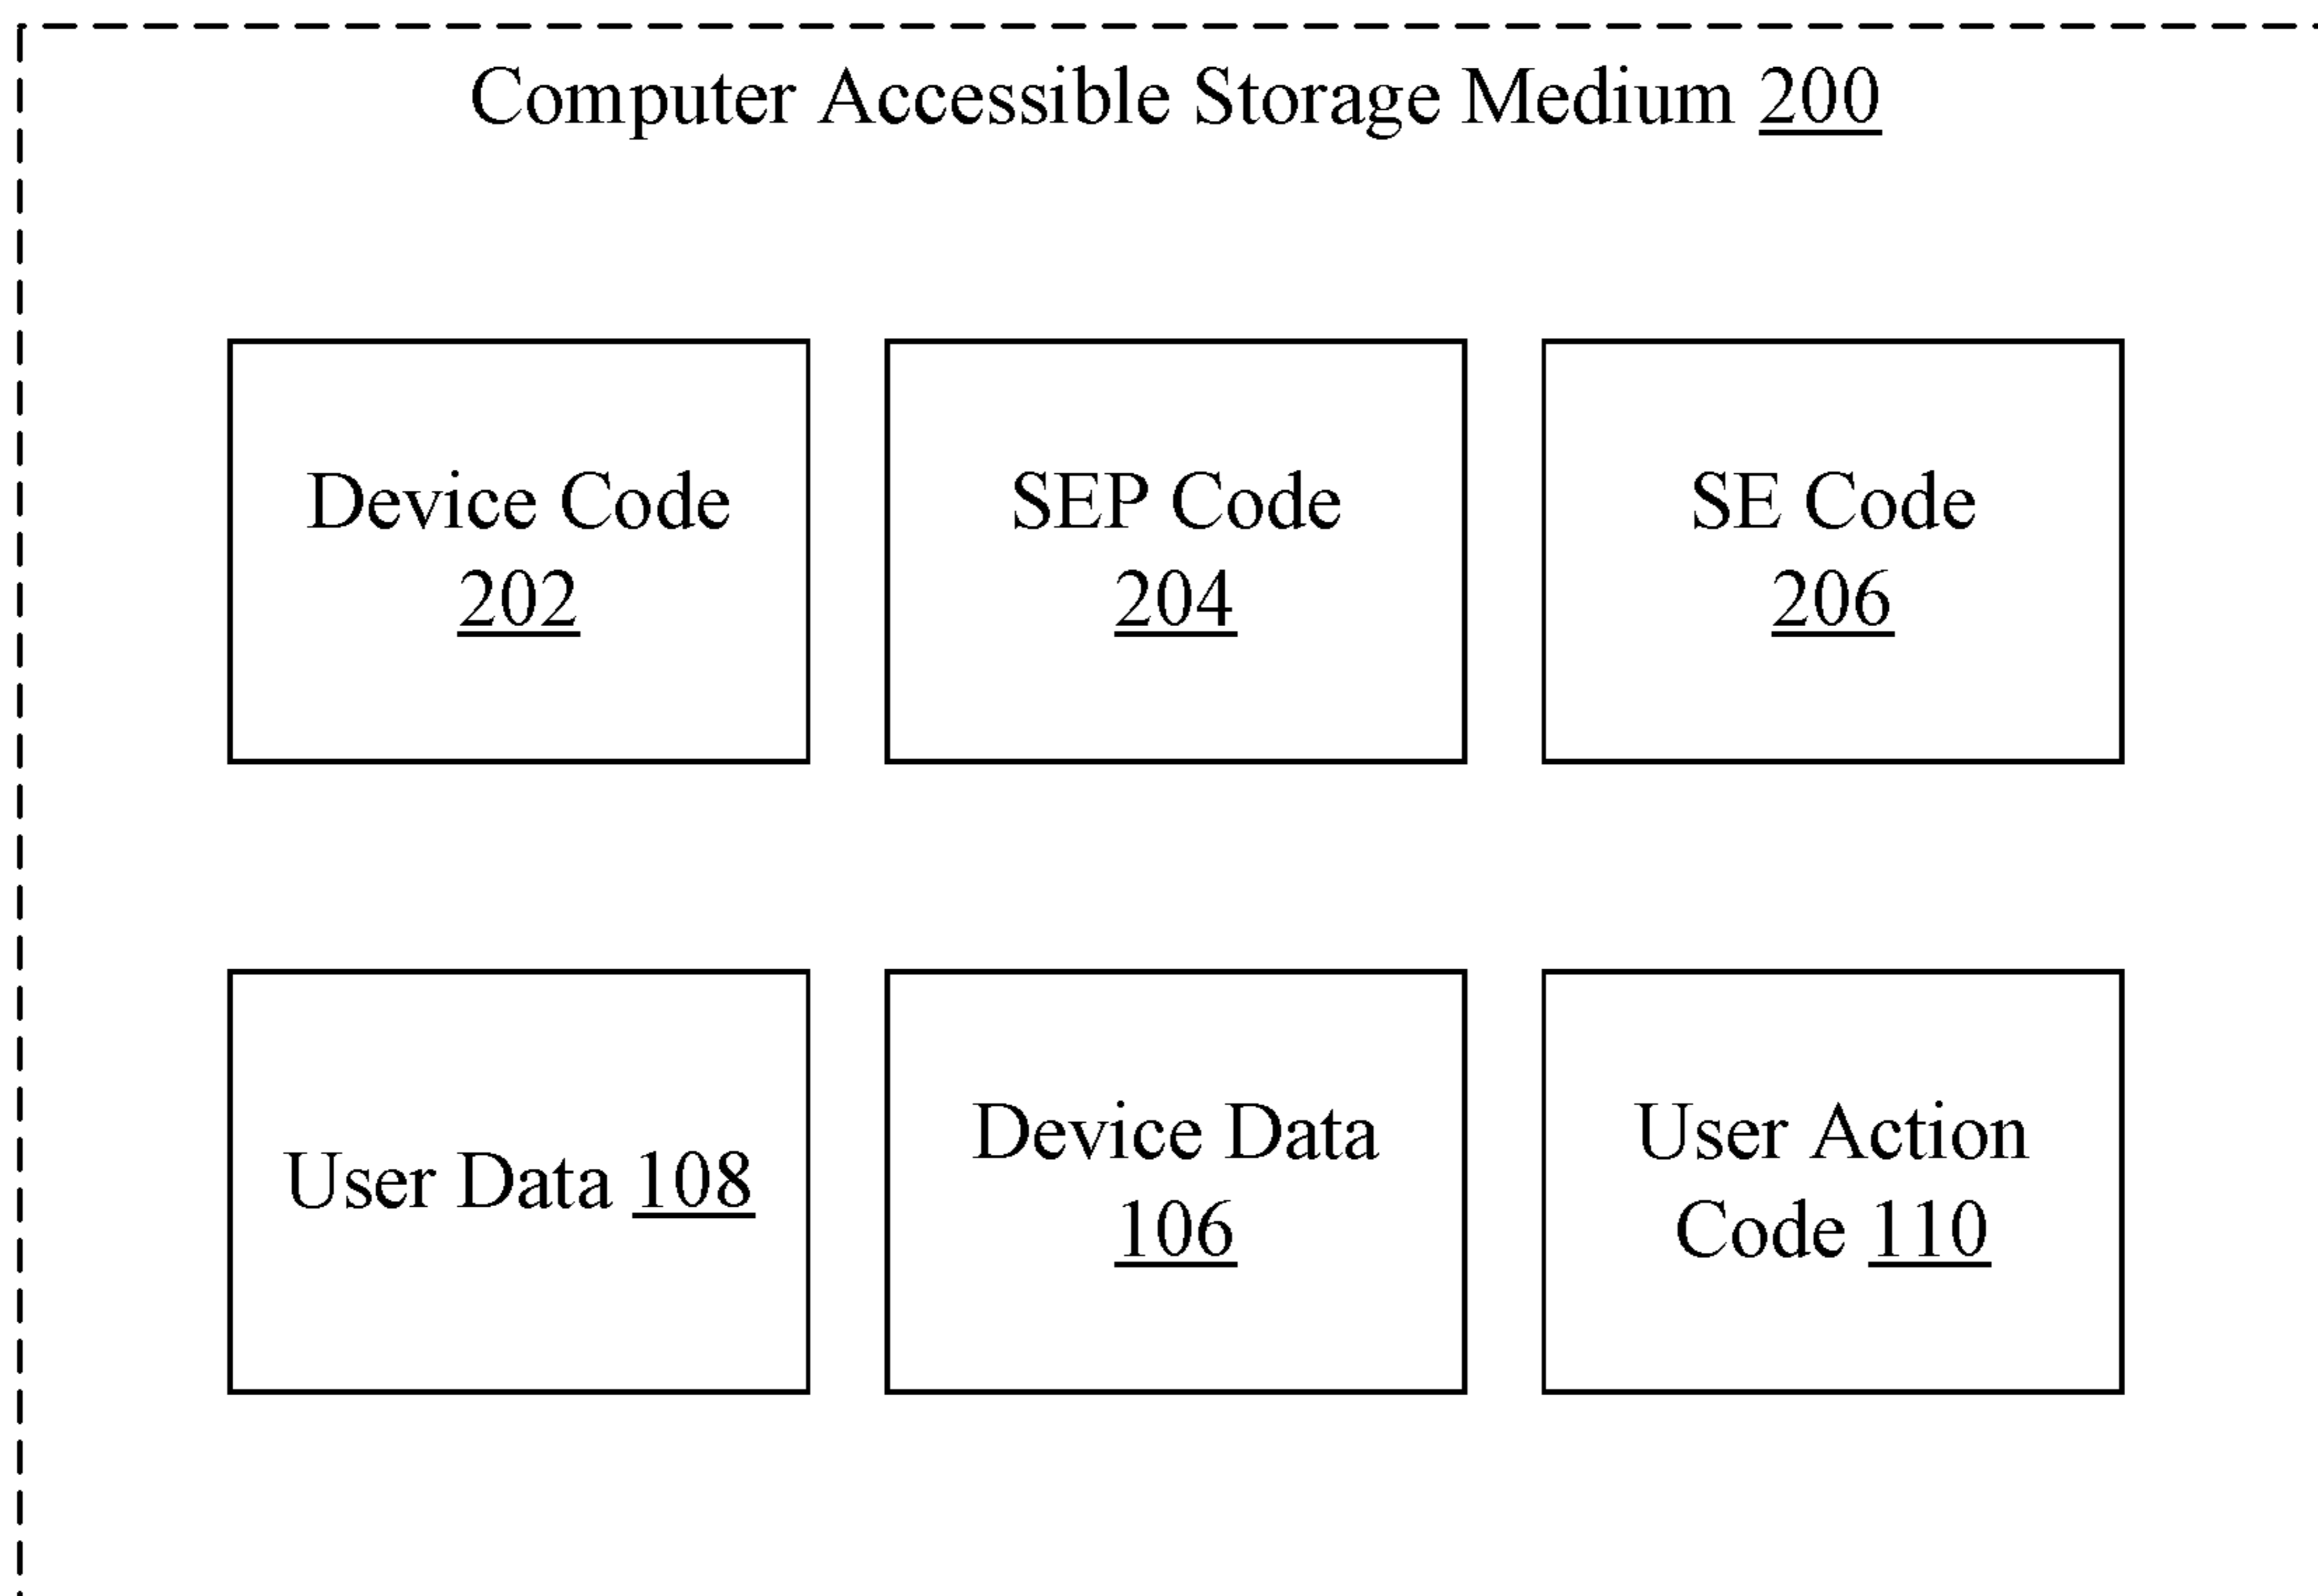 Computer Accessible Storage Medium 200
Device Code
202
SEP Code
204
SE Code
206
User Data 108
Device Data
106
User Action
Code 110